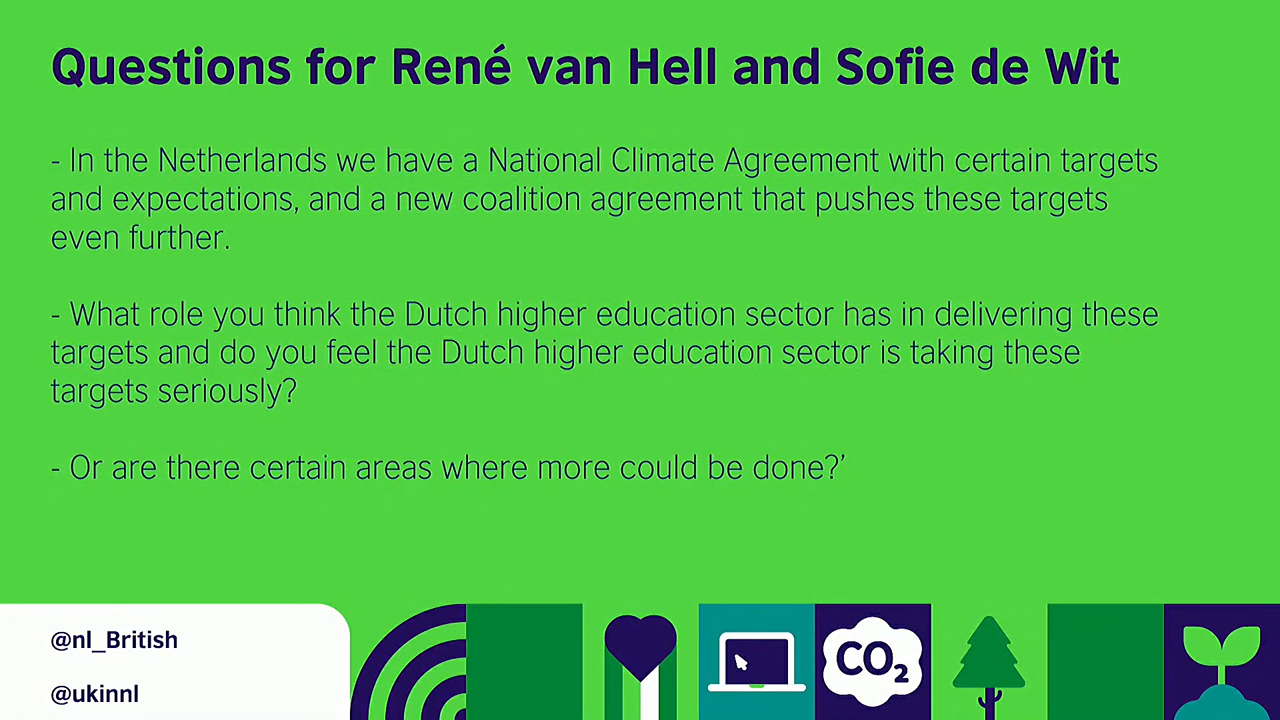 Questions for René van Hell and Sofie de Wit
- In the Netherlands we have a National Climate Agreement with certain targets
and expectations, and a new coalition agreement that pushes these targets
even further.
- What role you think the Dutch higher education sector has in delivering these
targets and do you feel the Dutch higher education sector is taking these
targets seriously?
- Or are there certain areas where more could be done?’
@nl_British
@ukinnl
CO₂